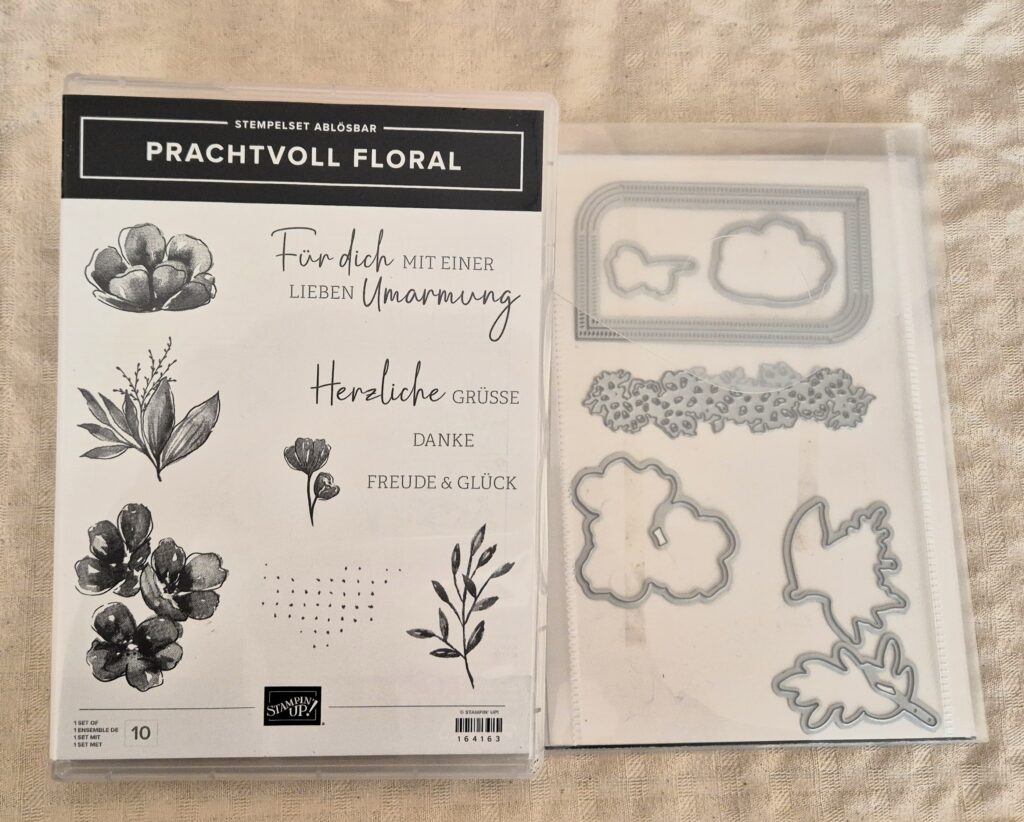 STEMPELSET ABLÖSBAR
PRACHTVOLL FLORAL
Für dich MIT EINER
LIEBEN Umarmung
Herzliche GRÜSSE
DANKE
FREUDE & GLÜCK
STAMPIN' UP!
1 SET OF
1 ENSEMBLE DE
1 SET MIT
1 SET MET
10
© STAMPIN' UP!
164163